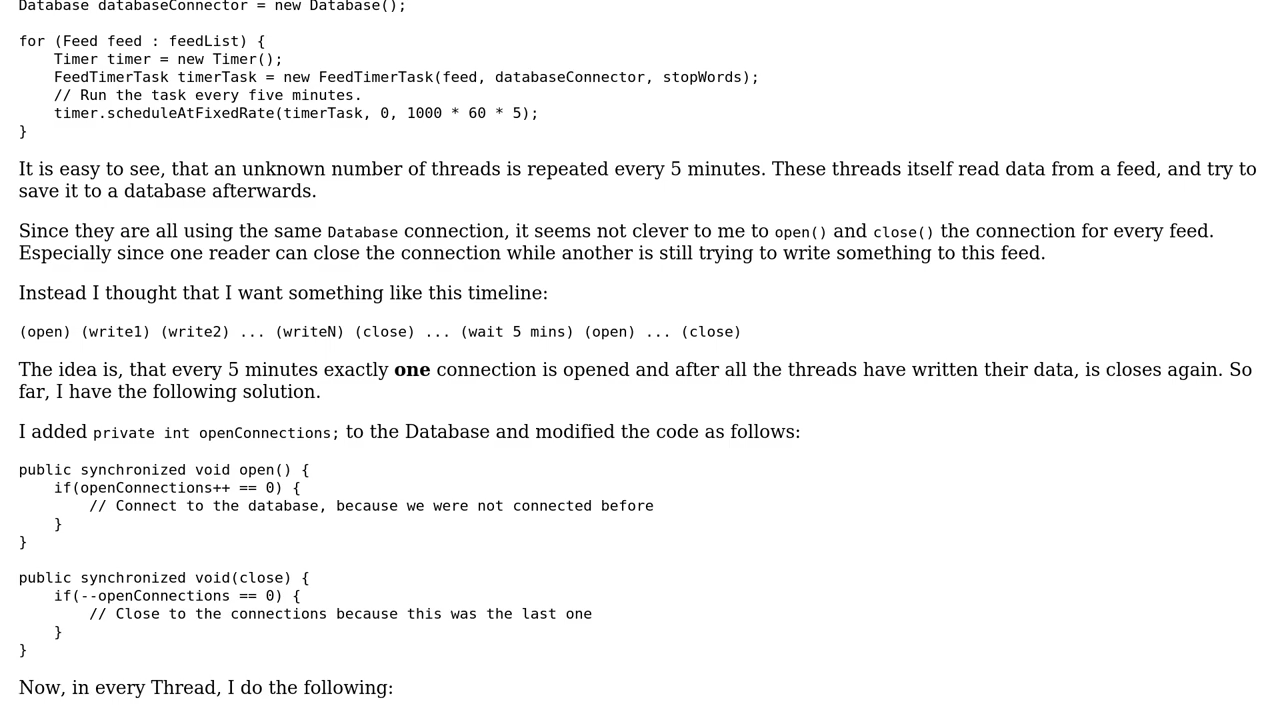 Database databaseConnector = new Database();
for (Feed feed : feedList) {
    Timer timer = new Timer();
    FeedTimerTask timerTask = new FeedTimerTask(feed, databaseConnector, stopWords);
    // Run the task every five minutes.
    timer.scheduleAtFixedRate(timerTask, 0, 1000 * 60 * 5);
}
It is easy to see, that an unknown number of threads is repeated every 5 minutes. These threads itself read data from a feed, and try to
save it to a database afterwards.
Since they are all using the same Database connection, it seems not clever to me to open() and close() the connection for every feed.
Especially since one reader can close the connection while another is still trying to write something to this feed.
Instead I thought that I want something like this timeline:
(open) (write1) (write2) ... (writeN) (close) ... (wait 5 mins) (open) ... (close)
The idea is, that every 5 minutes exactly one connection is opened and after all the threads have written their data, is closes again. So
far, I have the following solution.
I added private int openConnections; to the Database and modified the code as follows:
public synchronized void open() {
    if(openConnections++ == 0) {
        // Connect to the database, because we were not connected before
    }
}
public synchronized void(close) {
    if(--openConnections == 0) {
        // Close to the connections because this was the last one
    }
}
Now, in every Thread, I do the following: